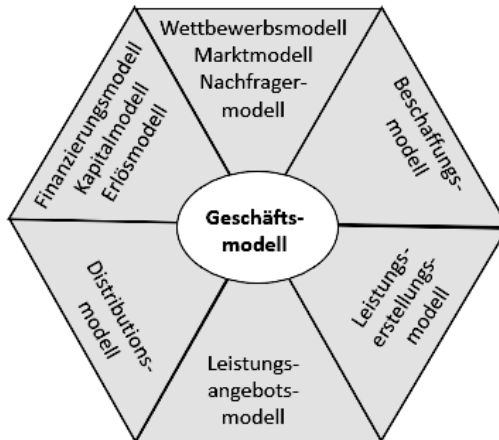 Wettbewerbsmodell
Marktmodell
Nachfrager-
modell
Beschaffungs-
modell
Leistungs-
erstellungs-
modell
Leistungs-
angebots-
modell
Distributions-
modell
Finanzierungsmodell
Kapitalmodell
Erlösmodell
Geschäfts-
modell